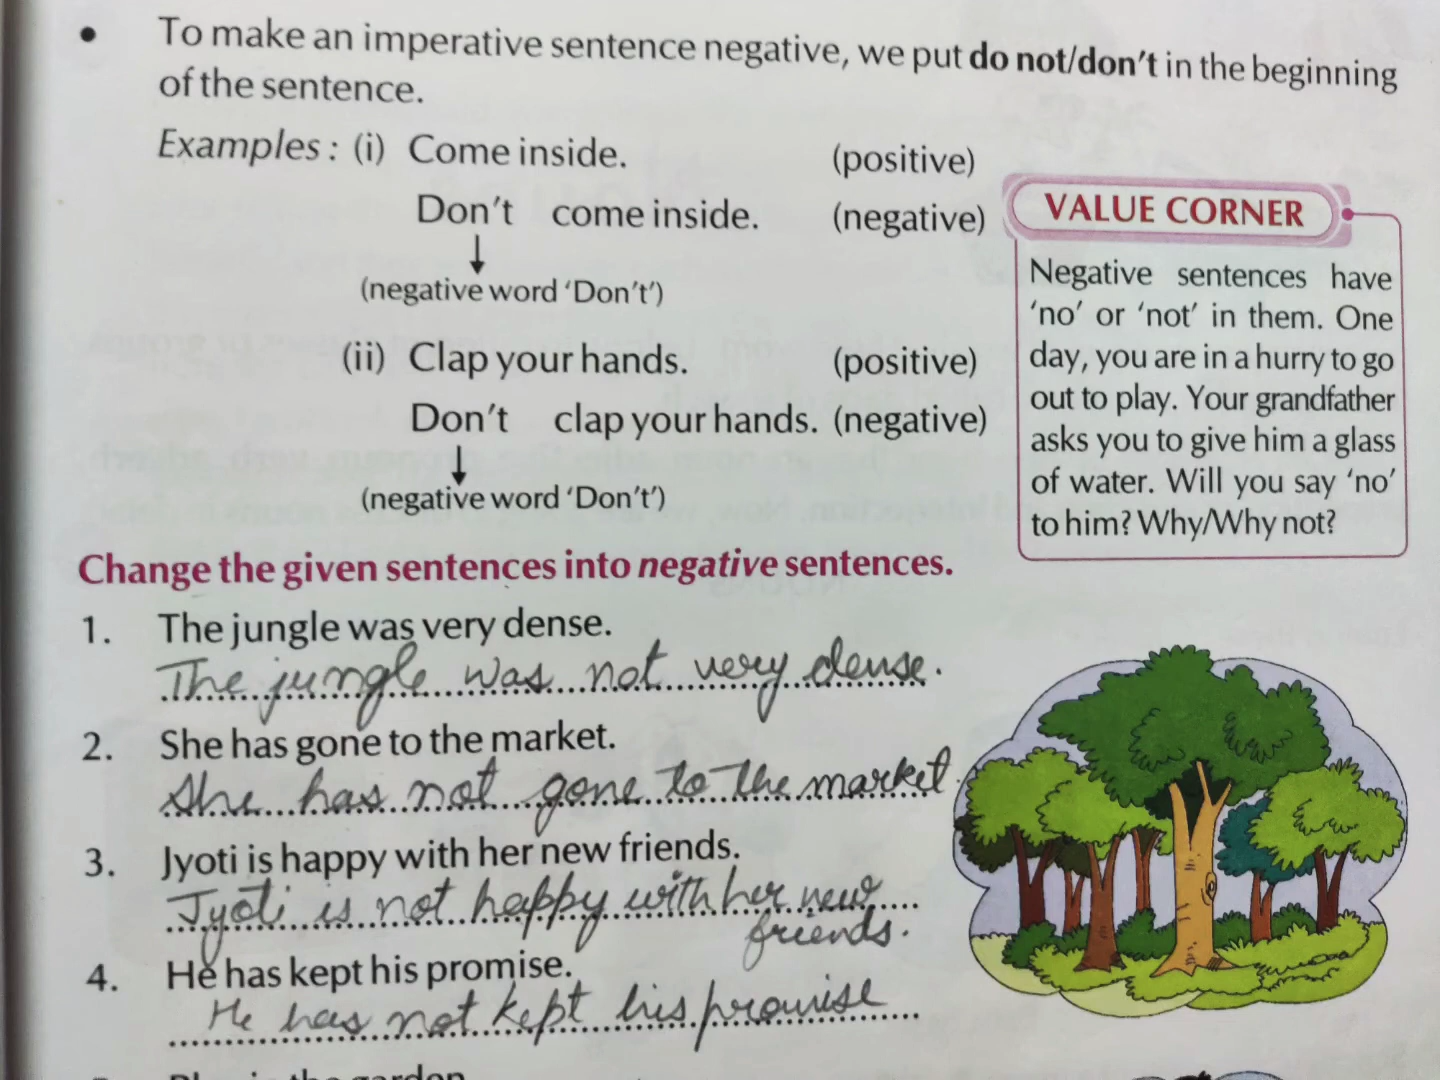 • To make an imperative sentence negative, we put do not/don't in the beginning
of the sentence.
Examples : (i) Come inside. (positive)
Don't come inside. (negative)
(negative word 'Don't')
(ii) Clap your hands. (positive)
Don't clap your hands. (negative)
(negative word 'Don't')
VALUE CORNER
Negative sentences have
'no' or 'not' in them. One
day, you are in a hurry to go
out to play. Your grandfather
asks you to give him a glass
of water. Will you say 'no'
to him? Why/Why not?
Change the given sentences into negative sentences.
1. The jungle was very dense.
The jungle was not very dense.
2. She has gone to the market.
She has not gone to the market.
3. Jyoti is happy with her new friends.
Jyoti is not happy with her new
friends.
4. He has kept his promise.
He has not kept his promise
the garden